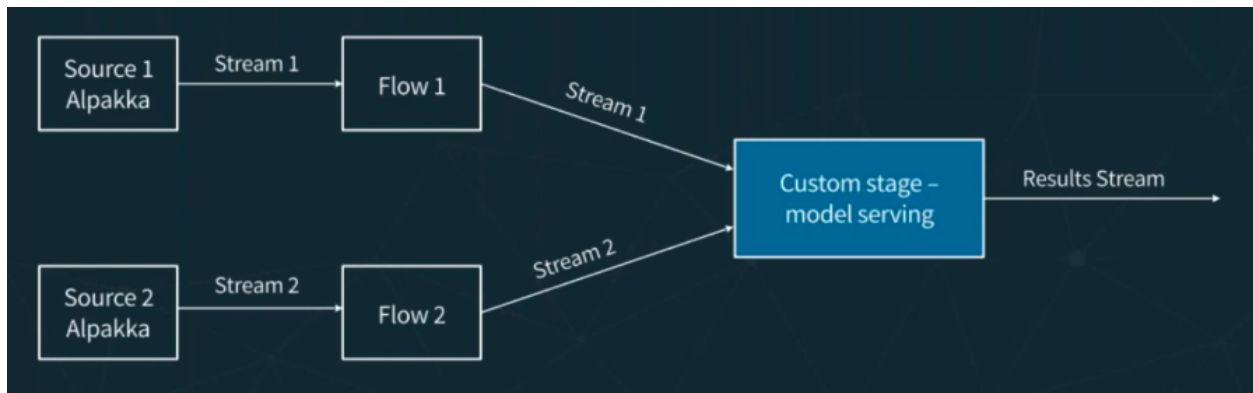 Source 1
Alpakka
Stream 1
Flow 1
Stream 1
Custom stage –
model serving
Results Stream
Source 2
Alpakka
Stream 2
Flow 2
Stream 2